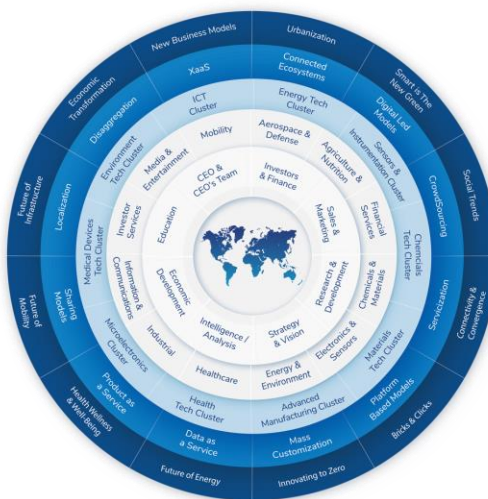 New Business Models
Urbanization
Smart is The
New Green
Social Trends
Connectivity &
Convergence
Bricks & Clicks
Innovating to Zero
Future of Energy
Health Wellness
& Well-Being
Future of
Mobility
Future of
Infrastructure
Economic
Transformation
XaaS
Connected
Ecosystems
Digital Led
Models
CrowdSourcing
Servicization
Platform
Based Models
Mass
Customization
Data as
a Service
Product as
a Service
Sharing
Models
Localization
Disaggregation
ICT
Cluster
Energy Tech
Cluster
Sensors &
Instrumentation Cluster
Chemcials
Tech Cluster
Materials
Tech Cluster
Advanced
Manufacturing Cluster
Health
Tech Cluster
Microelectronics
Cluster
Medical Devices
Tech Cluster
Environment
Tech Cluster
Mobility
Aerospace &
Defense
Agriculture &
Nutrition
Financial
Services
Chemicals &
Materials
Electronics &
Sensors
Energy &
Environment
Healthcare
Industrial
Information &
Communications
Investor
Services
Media &
Entertainment
CEO &
CEO's Team
Investors
& Finance
Sales &
Marketing
Research &
Development
Strategy
& Vision
Intelligence /
Analysis
Economic
Development
Education